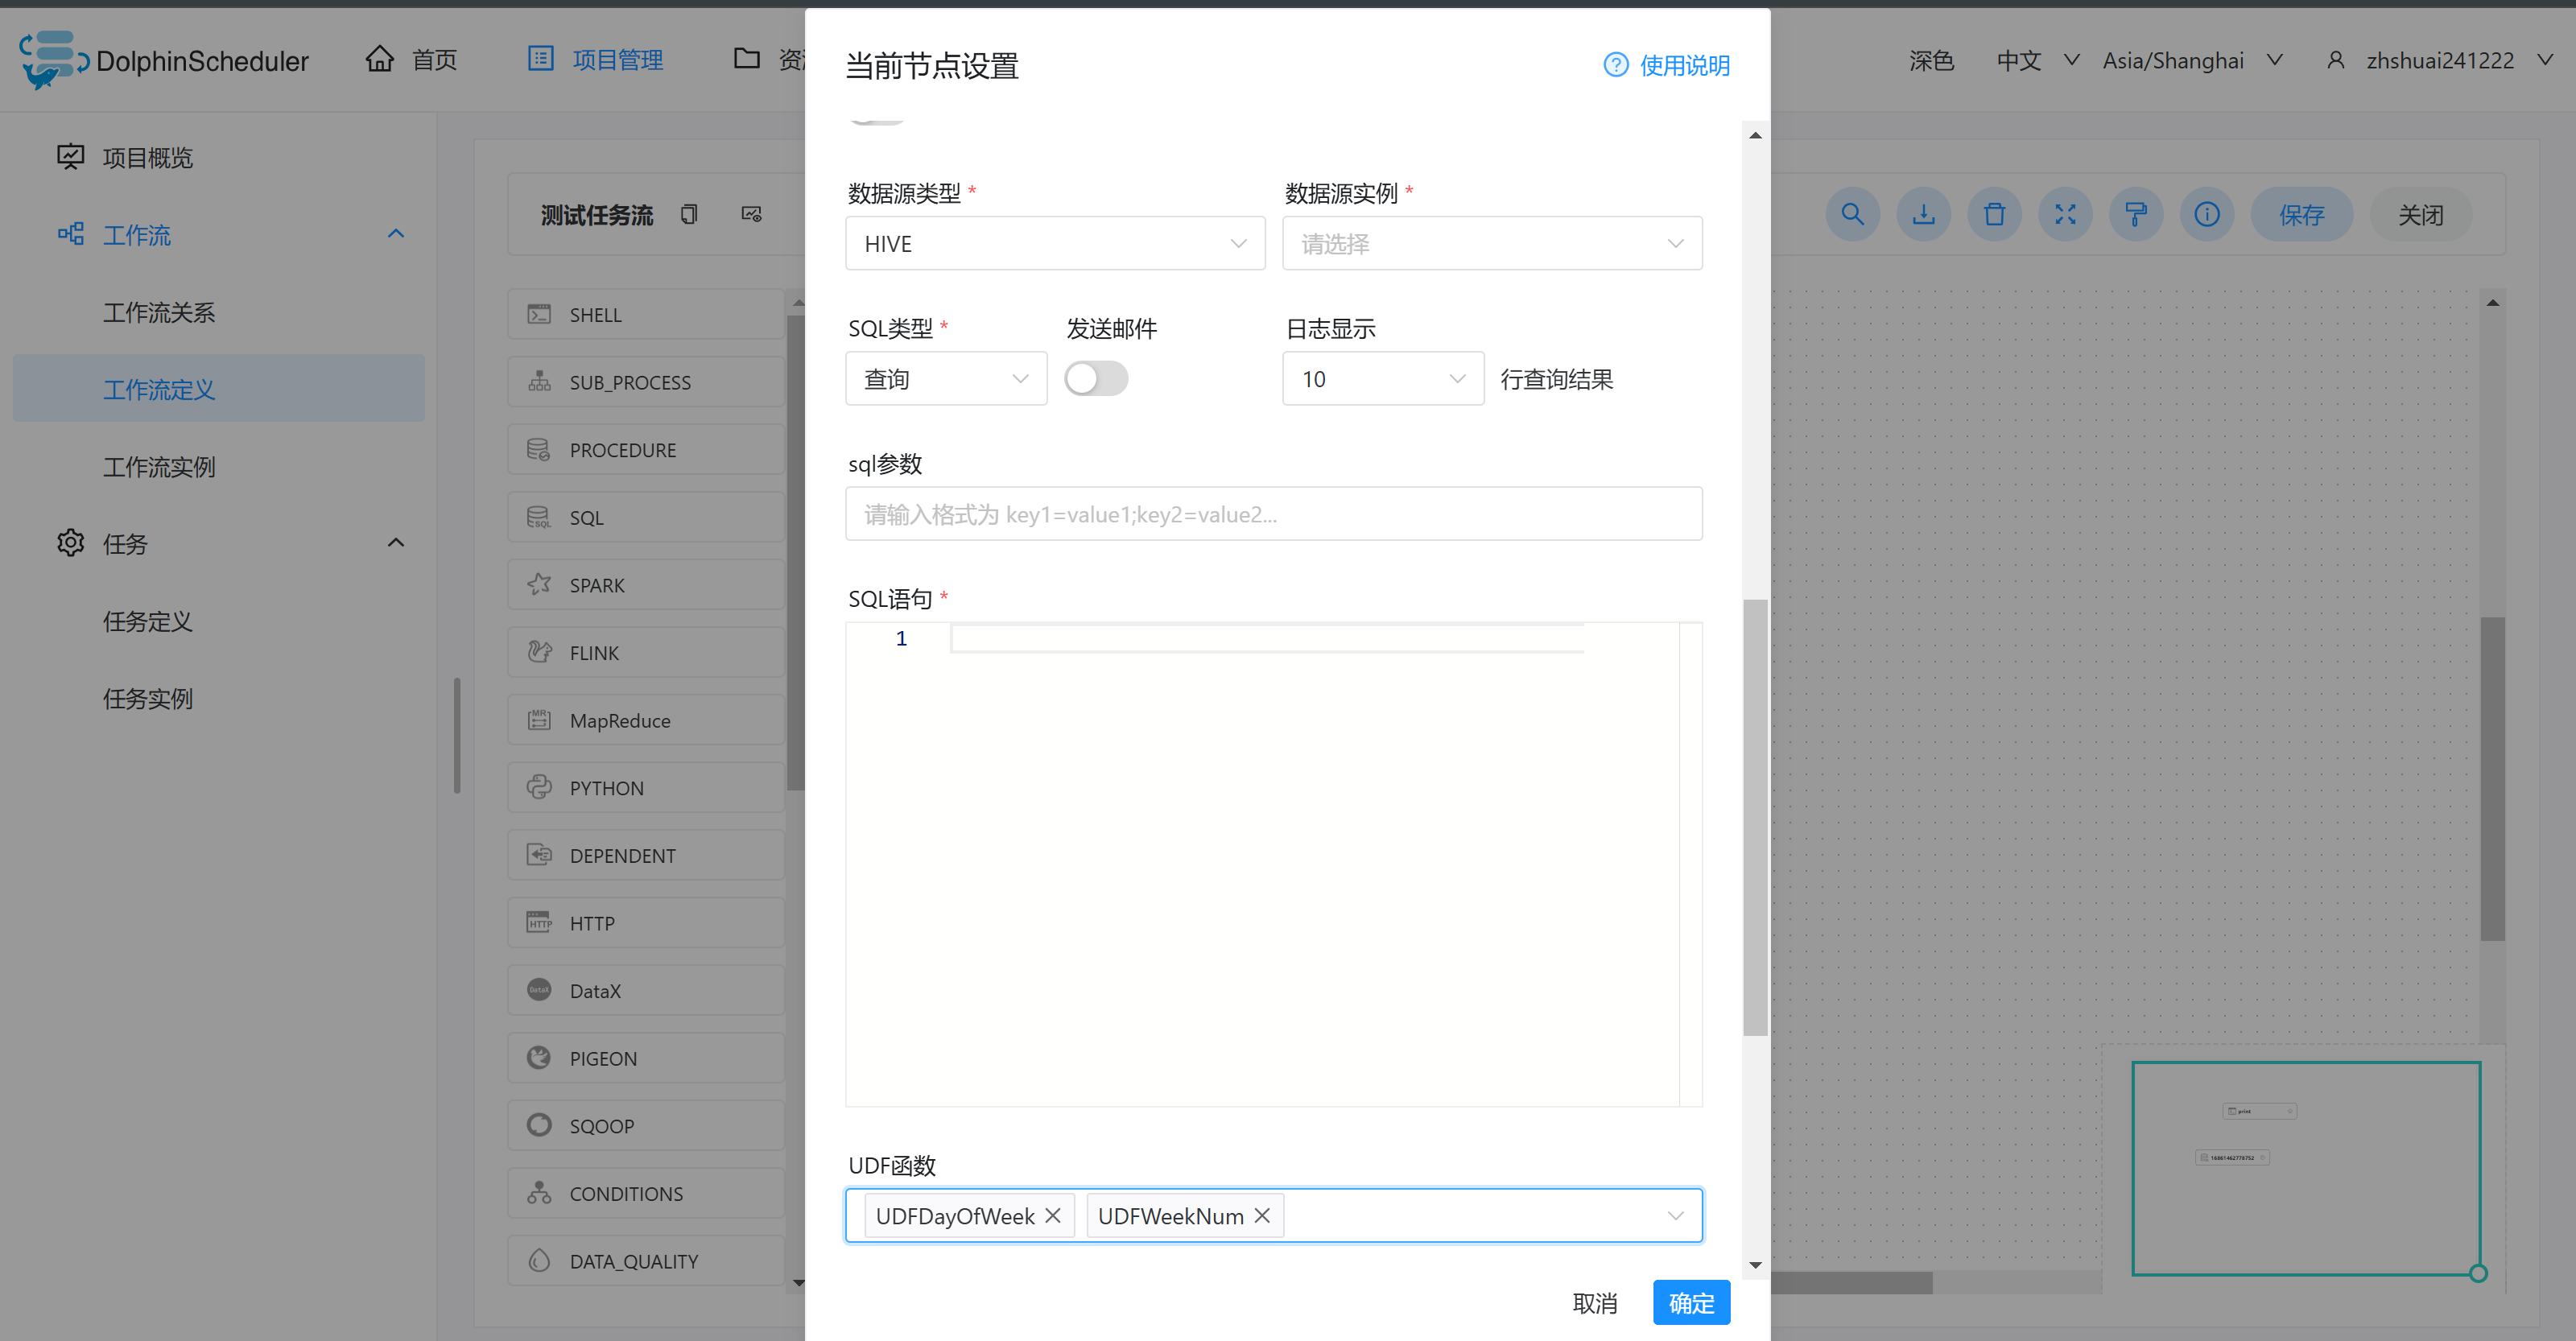 DolphinScheduler
首页
项目管理
深色
中文
Asia/Shanghai
zhshuai241222
项目概览
工作流
工作流关系
工作流定义
工作流实例
任务
任务定义
任务实例
测试任务流
保存
关闭
SHELL
SUB_PROCESS
PROCEDURE
SQL
SPARK
FLINK
MapReduce
PYTHON
DEPENDENT
HTTP
DataX
PIGEON
SQOOP
CONDITIONS
DATA_QUALITY
当前节点设置
使用说明
数据源类型 *
数据源实例 *
HIVE
请选择
SQL类型 *
发送邮件
日志显示
查询
10
行查询结果
sql参数
请输入格式为 key1=value1;key2=value2...
SQL语句 *
1
UDF函数
UDFDayOfWeek
UDFWeekNum
取消
确定
print